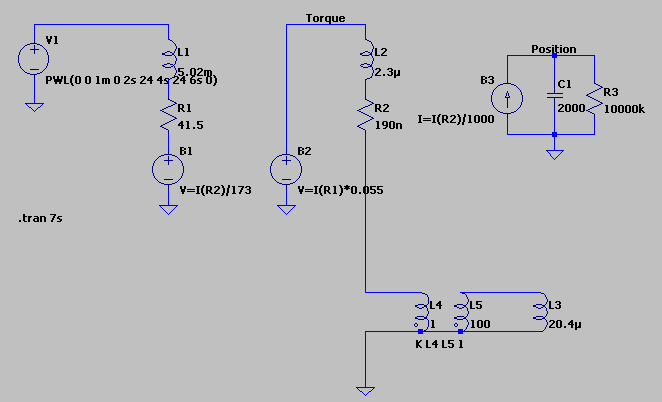 Torque
V1
L1
5.02m
PWL(0 0 1m 0 2s 24 4s 24 6s 0)
R1
41.5
B1
V=I(R2)/173
L2
2.3µ
R2
190n
B2
V=I(R1)*0.055
Position
B3
I=I(R2)/1000
C1
2000
R3
10000k
.tran 7s
L4
1
L5
100
L3
20.4µ
K L4 L5 1